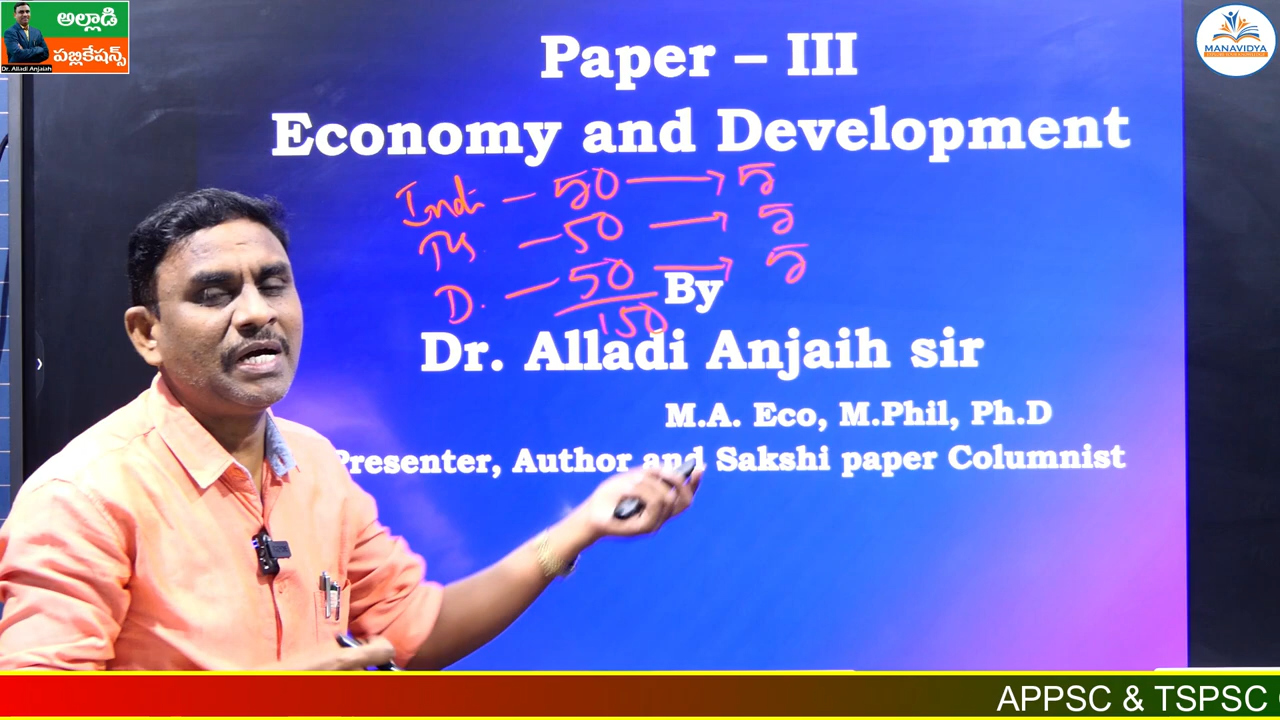 అల్లాడి
పబ్లికేషన్స్
Dr. Alladi Anjaiah
MANAVIDYA
Paper – III
Economy and Development
Indi – 50 → 5
TS – 50 → 5
D. – 50 → 5
150
By
Dr. Alladi Anjaih sir
M.A. Eco, M.Phil, Ph.D
Presenter, Author and Sakshi paper Columnist
APPSC & TSPSC